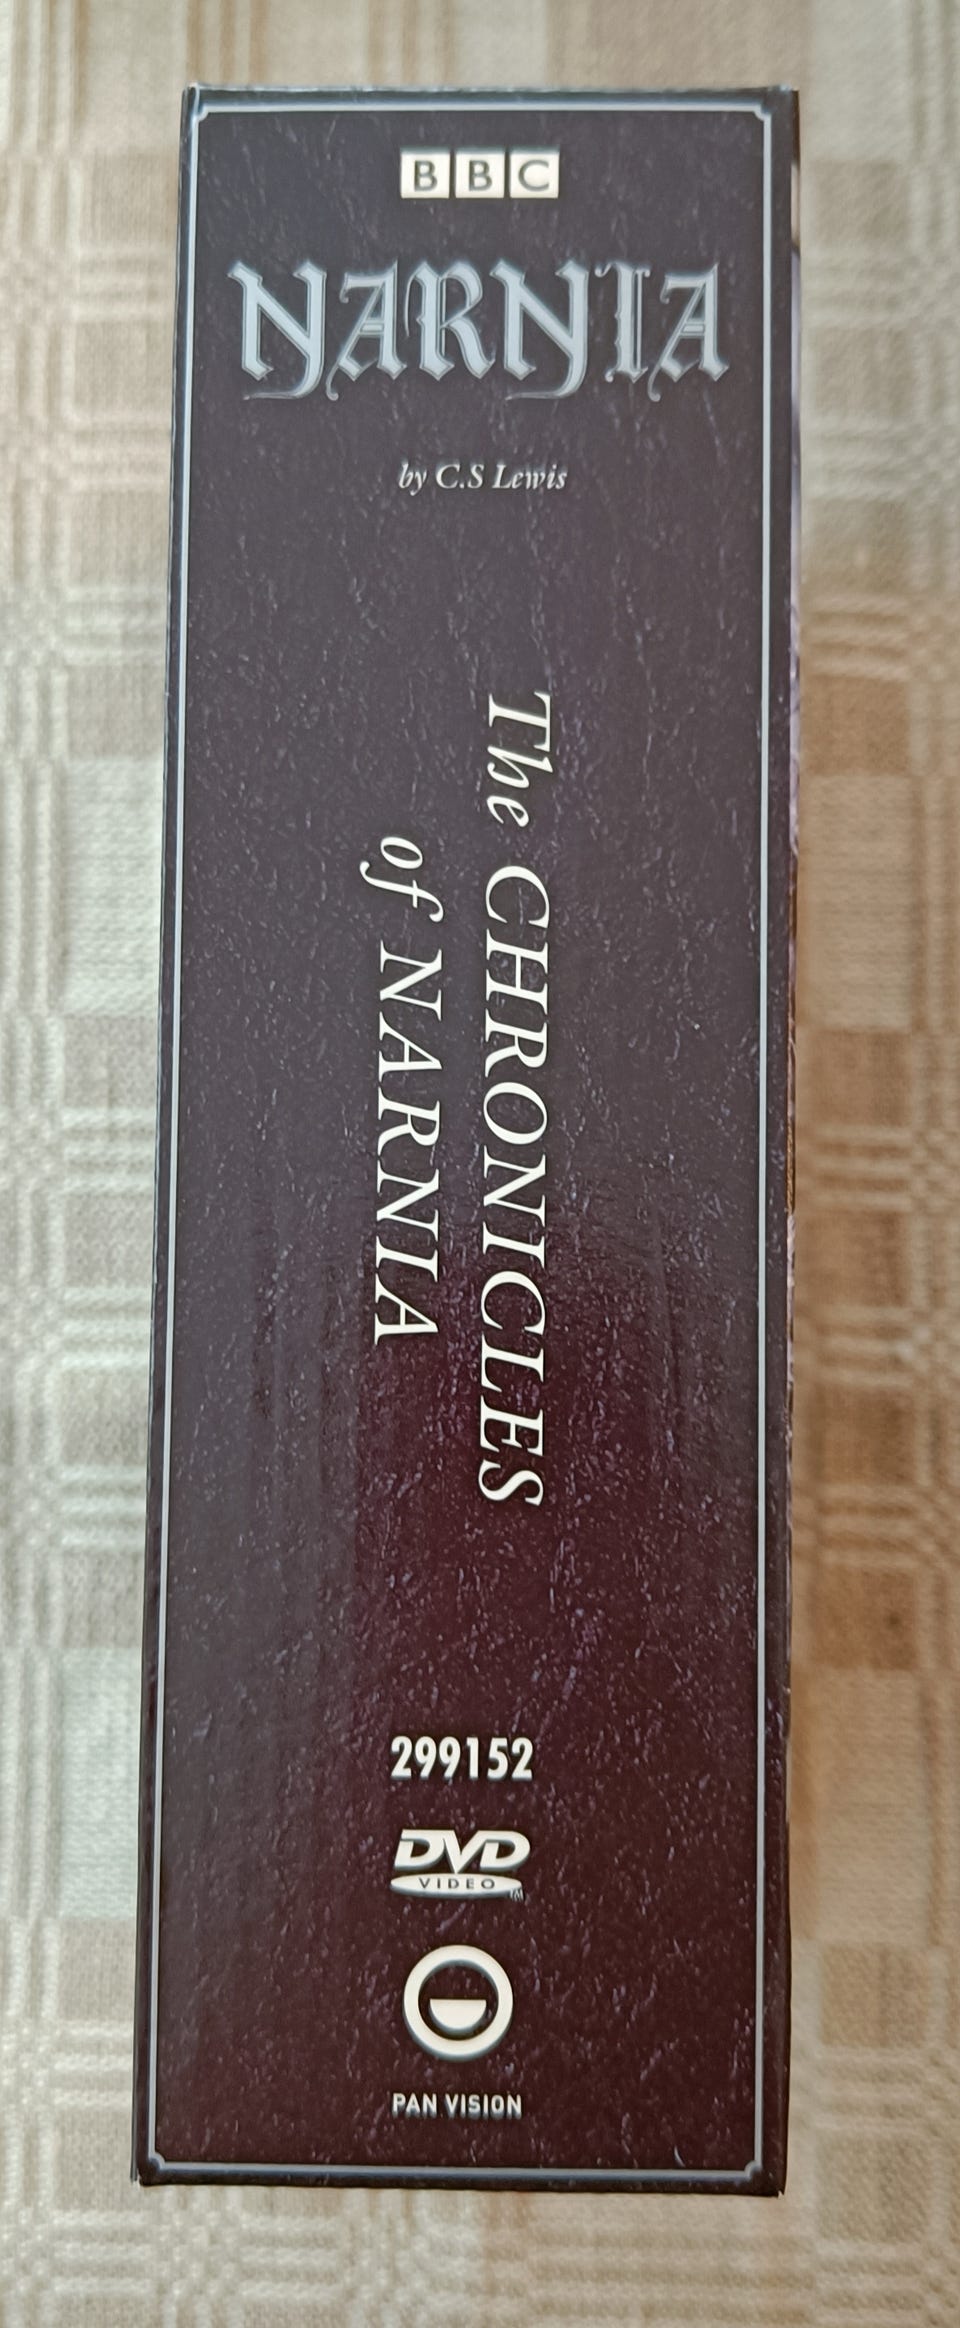 BBC
NARNIA
by C.S Lewis
The CHRONICLES
of NARNIA
299152
DVD
VIDEO
PAN VISION